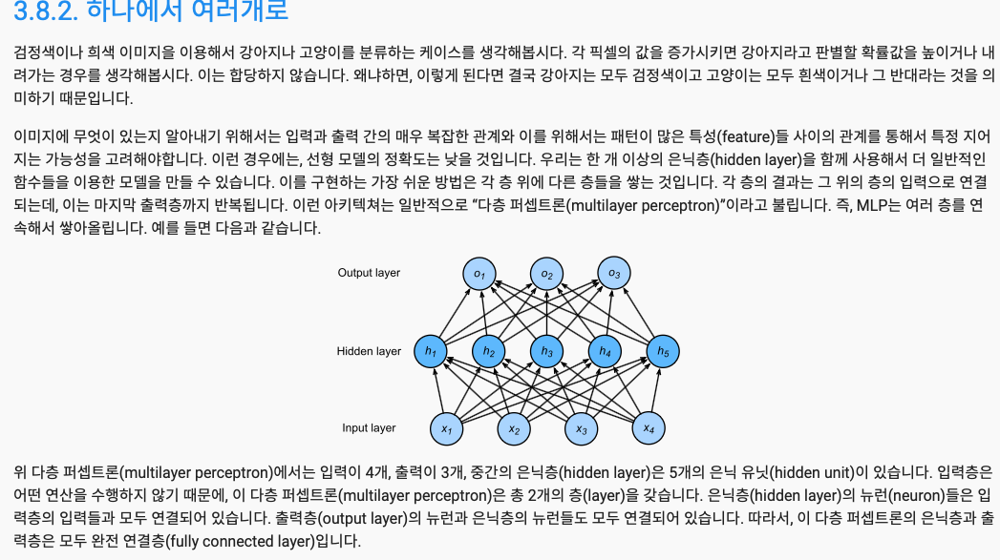 3.8.2. 하나에서 여러개로
검정색이나 희색 이미지을 이용해서 강아지나 고양이를 분류하는 케이스를 생각해봅시다. 각 픽셀의 값을 증가시키면 강아지라고 판별할 확률값을 높이거나 내
려가는 경우를 생각해봅시다. 이는 합당하지 않습니다. 왜냐하면, 이렇게 된다면 결국 강아지는 모두 검정색이고 고양이는 모두 흰색이거나 그 반대라는 것을 의
미하기 때문입니다.
이미지에 무엇이 있는지 알아내기 위해서는 입력과 출력 간의 매우 복잡한 관계와 이를 위해서는 패턴이 많은 특성(feature)들 사이의 관계를 통해서 특정 지어
지는 가능성을 고려해야합니다. 이런 경우에는, 선형 모델의 정확도는 낮을 것입니다. 우리는 한 개 이상의 은닉층(hidden layer)을 함께 사용해서 더 일반적인
함수들을 이용한 모델을 만들 수 있습니다. 이를 구현하는 가장 쉬운 방법은 각 층 위에 다른 층들을 쌓는 것입니다. 각 층의 결과는 그 위의 층의 입력으로 연결
되는데, 이는 마지막 출력층까지 반복됩니다. 이런 아키텍쳐는 일반적으로 “다층 퍼셉트론(multilayer perceptron)”이라고 불립니다. 즉, MLP는 여러 층를 연
속해서 쌓아올립니다. 예를 들면 다음과 같습니다.
Output layer o1 o2 o3
Hidden layer h1 h2 h3 h4 h5
Input layer x1 x2 x3 x4
위 다층 퍼셉트론(multilayer perceptron)에서는 입력이 4개, 출력이 3개, 중간의 은닉층(hidden layer)은 5개의 은닉 유닛(hidden unit)이 있습니다. 입력층은
어떤 연산을 수행하지 않기 때문에, 이 다층 퍼셉트론(multilayer perceptron)은 총 2개의 층(layer)을 갖습니다. 은닉층(hidden layer)의 뉴런(neuron)들은 입
력층의 입력들과 모두 연결되어 있습니다. 출력층(output layer)의 뉴런과 은닉층의 뉴런들도 모두 연결되어 있습니다. 따라서, 이 다층 퍼셉트론의 은닉층과 출
력층은 모두 완전 연결층(fully connected layer)입니다.